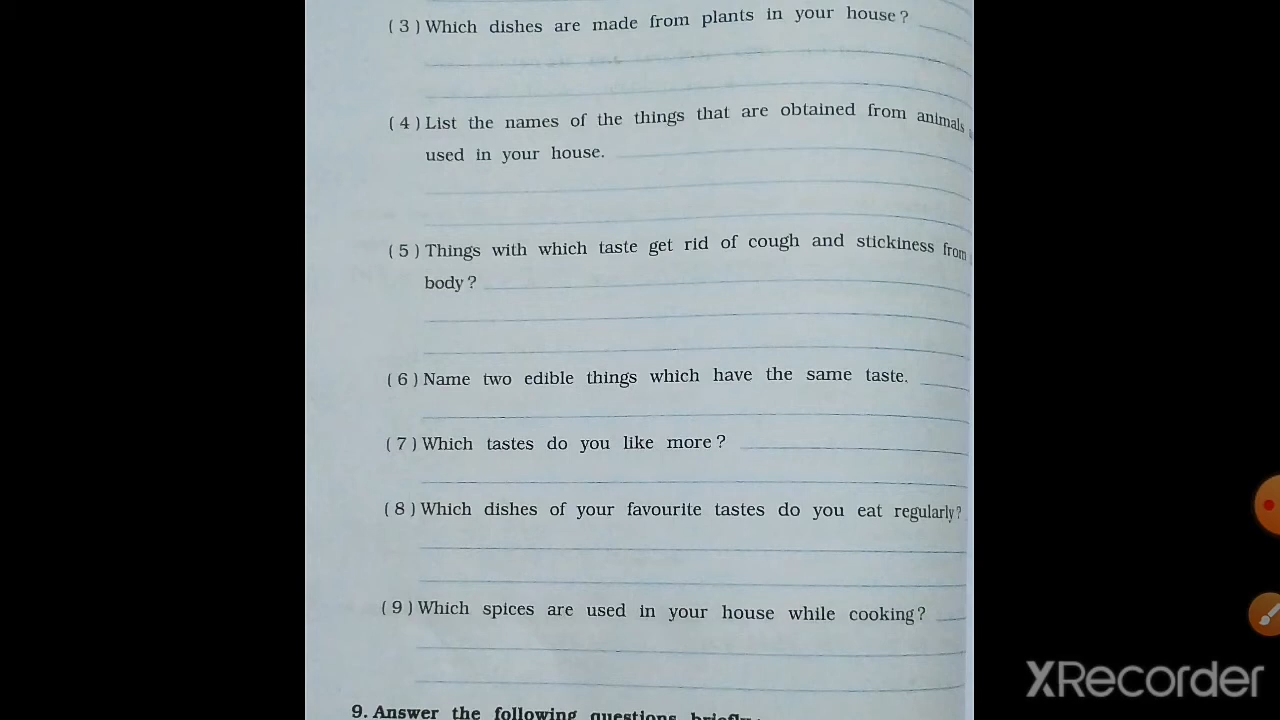 (3) Which dishes are made from plants in your house?
(4) List the names of the things that are obtained from animals
used in your house.
(5) Things with which taste get rid of cough and stickiness from
body?
(6) Name two edible things which have the same taste.
(7) Which tastes do you like more?
(8) Which dishes of your favourite tastes do you eat regularly?
(9) Which spices are used in your house while cooking?
9. Answer the following questions briefly
XRecorder